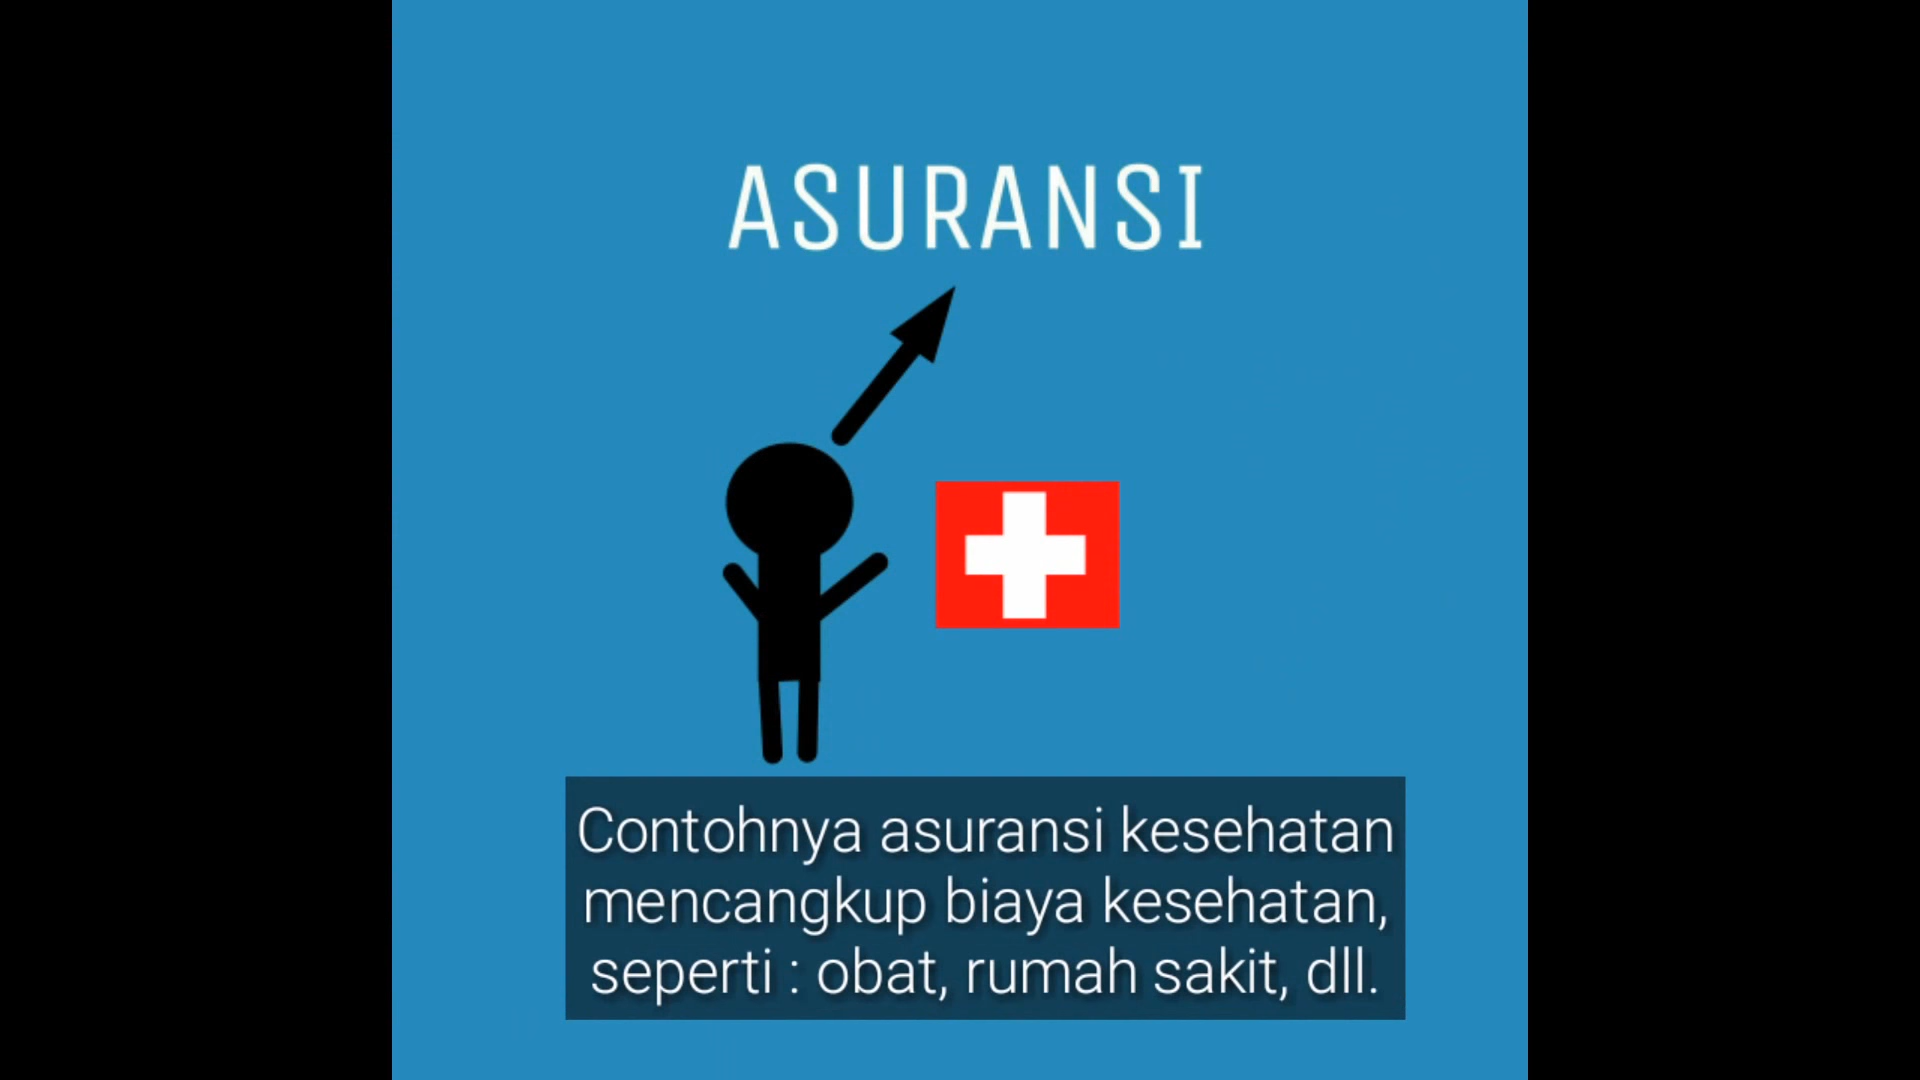 ASURANSI
Contohnya asuransi kesehatan
mencangkup biaya kesehatan,
seperti : obat, rumah sakit, dll.